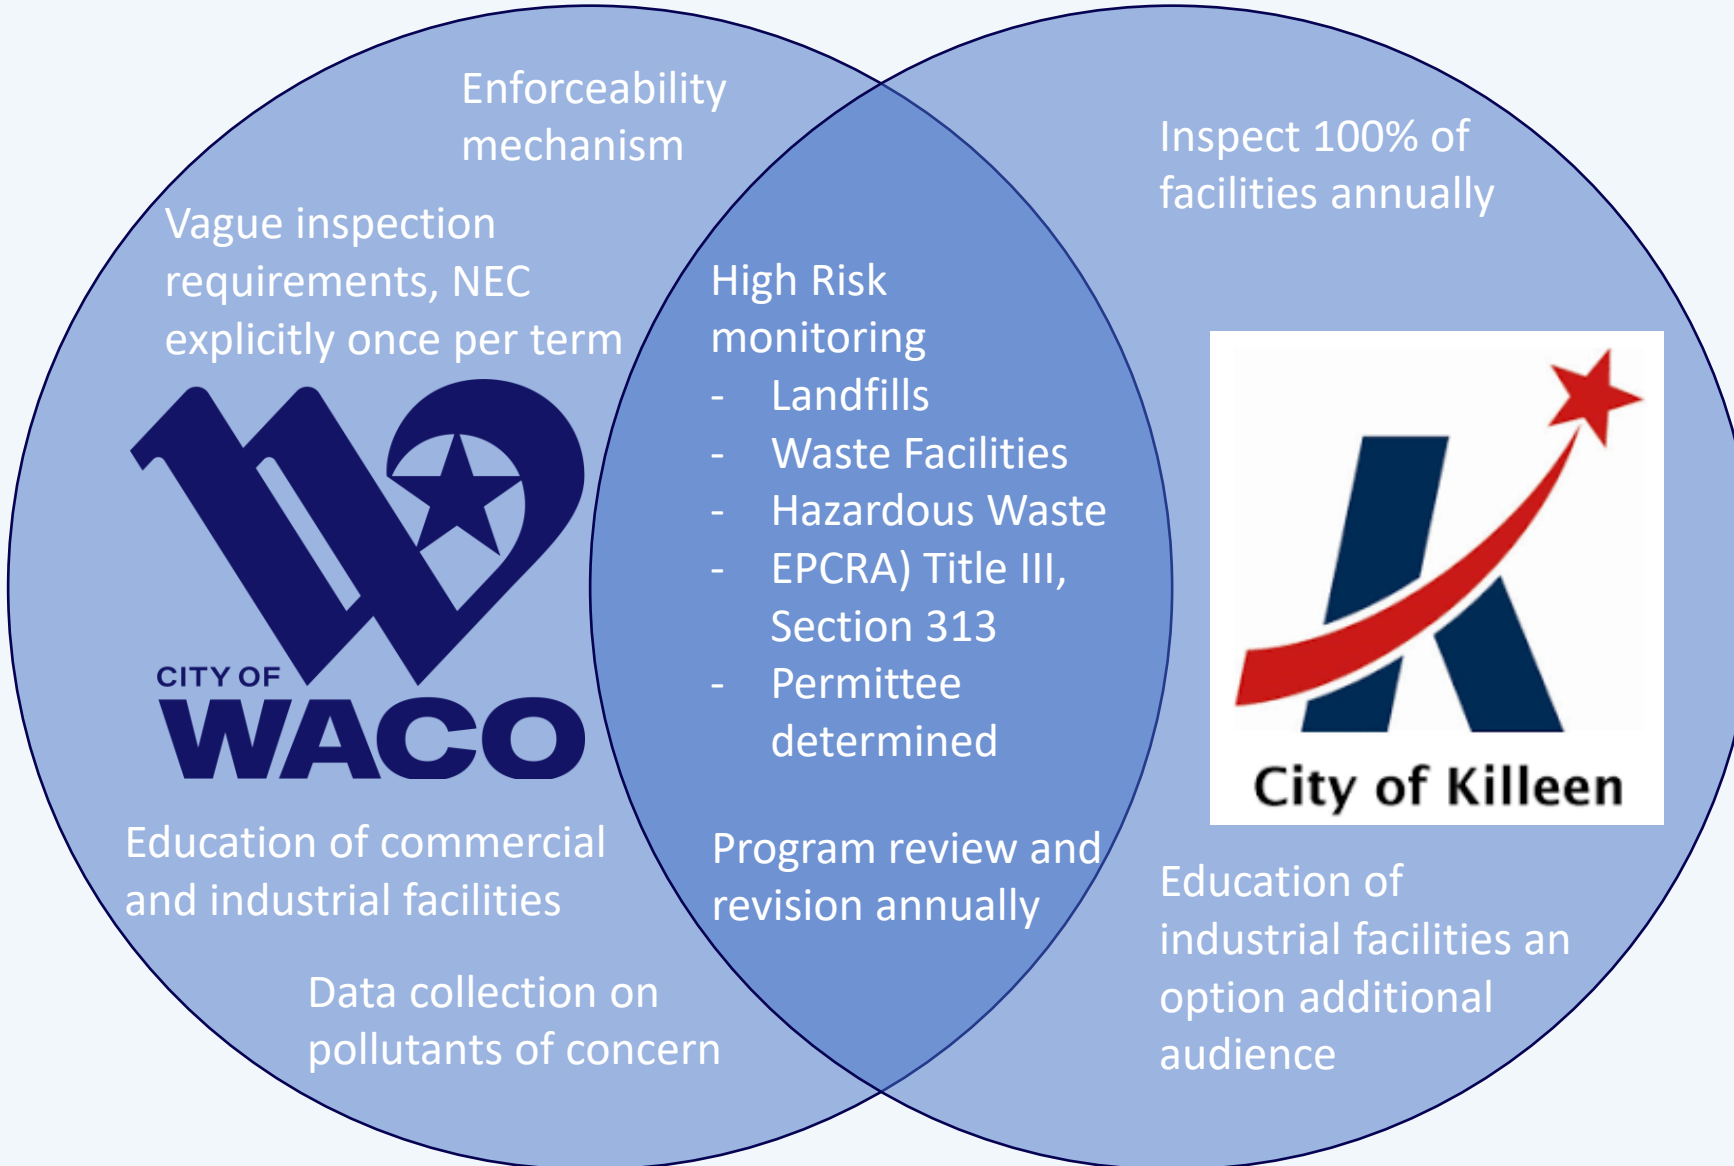 Enforceability
mechanism
Vague inspection
requirements, NEC
explicitly once per term
CITY OF
WACO
Education of commercial
and industrial facilities
Data collection on
pollutants of concern
High Risk
monitoring
- Landfills
- Waste Facilities
- Hazardous Waste
- EPCRA) Title III,
Section 313
- Permittee
determined
Program review and
revision annually
Inspect 100% of
facilities annually
City of Killeen
Education of
industrial facilities an
option additional
audience